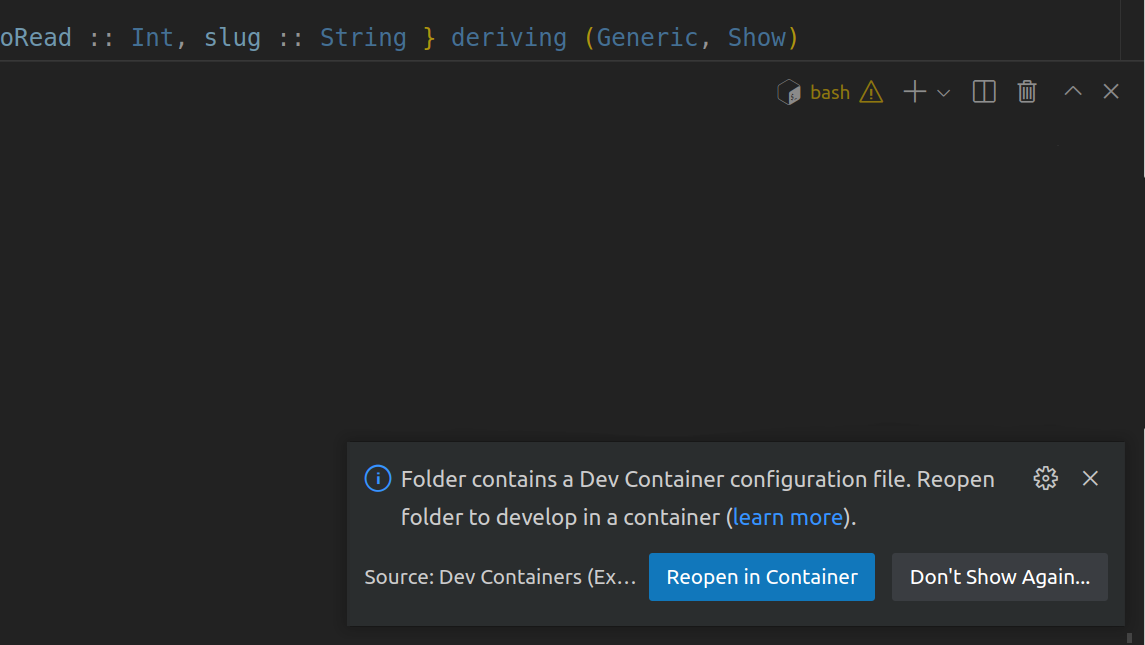 oRead :: Int, slug :: String } deriving (Generic, Show)
bash
Folder contains a Dev Container configuration file. Reopen
folder to develop in a container (learn more).
Source: Dev Containers (Ex... Reopen in Container Don't Show Again...